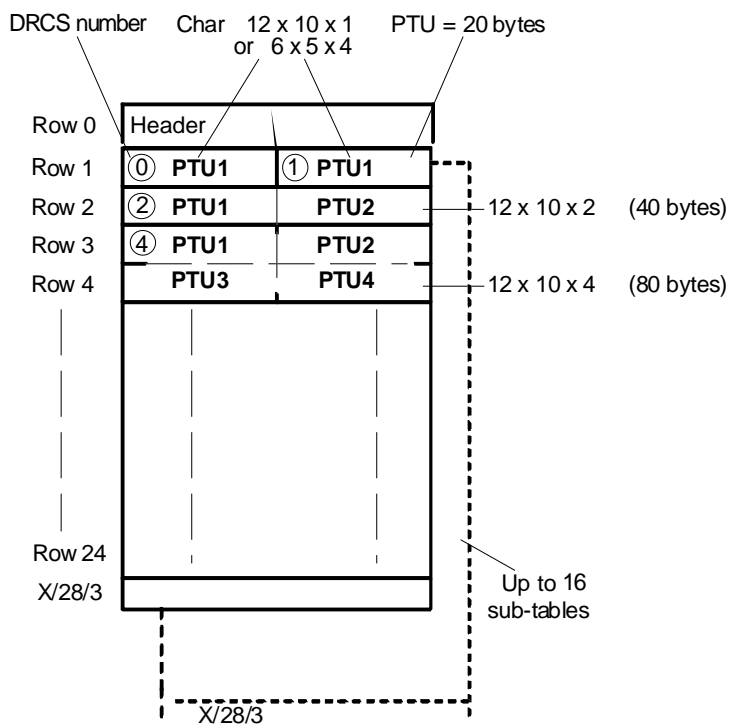 DRCS number Char 12 x 10 x 1 PTU = 20 bytes
or 6 x 5 x 4
Row 0 Header
Row 1 0 PTU1 1 PTU1
Row 2 2 PTU1 PTU2 12 x 10 x 2 (40 bytes)
Row 3 4 PTU1 PTU2
Row 4 PTU3 PTU4 12 x 10 x 4 (80 bytes)
Row 24
X/28/3
Up to 16
sub-tables
X/28/3